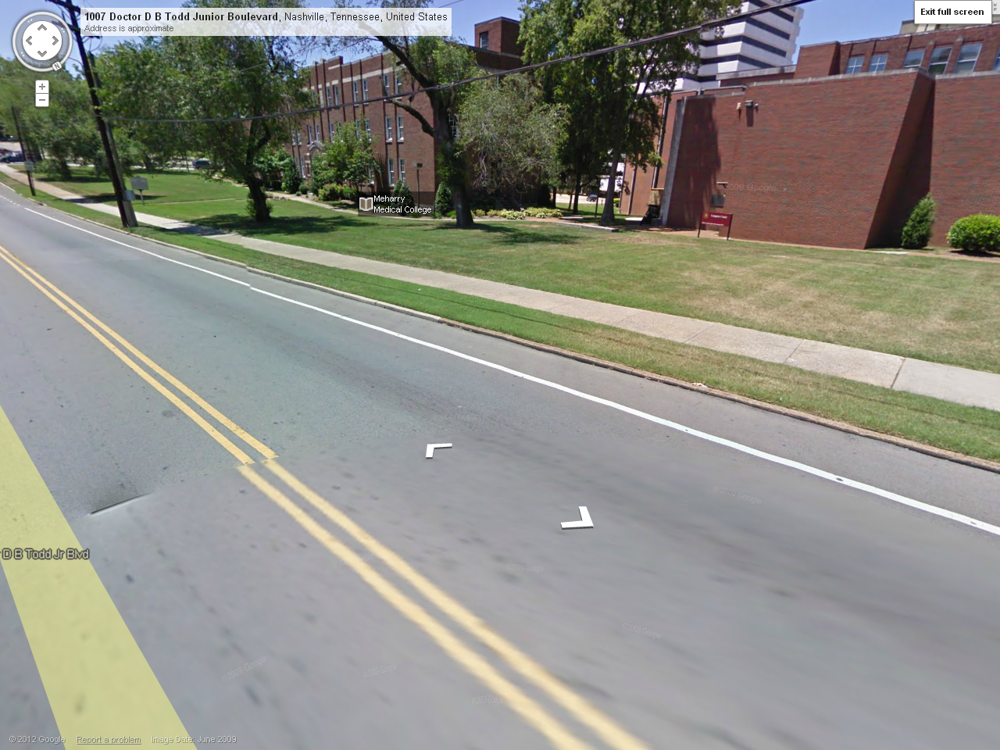 1007 Doctor D B Todd Junior Boulevard, Nashville, Tennessee, United States
Address is approximate
Exit full screen
N
+
−
Meharry
Medical College
D B Todd Jr Blvd
© 2012 Google Report a problem Image Date: June 2009